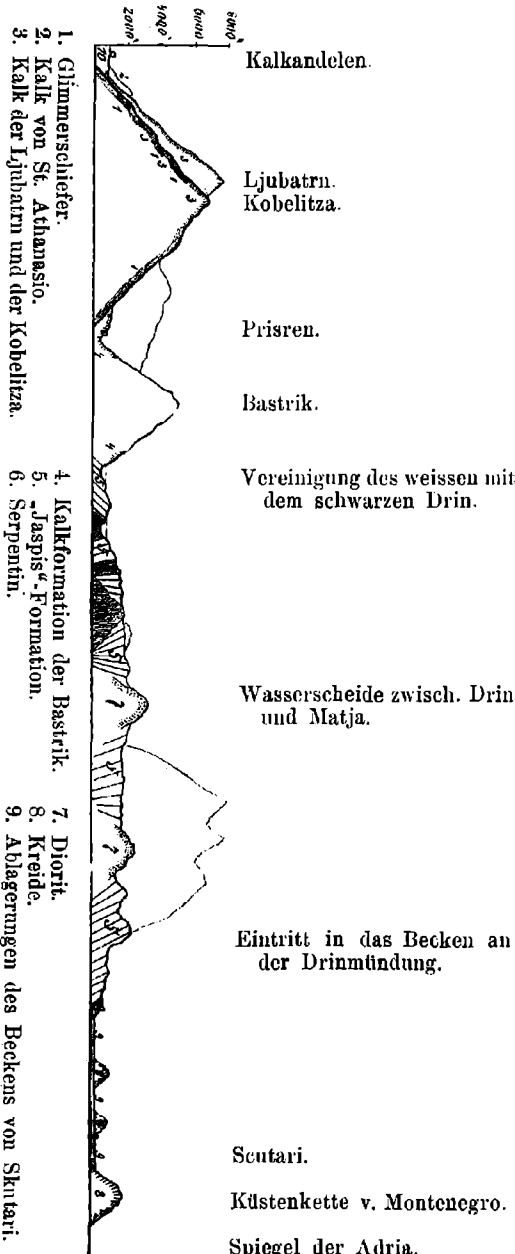 8000'
6000
4000'
2000'
Kalkandelen.
Ljubatrn.
Kobelitza.
Prisren.
Bastrik.
Vereinigung des weissen mit
dem schwarzen Drin.
Wasserscheide zwisch. Drin
und Matja.
Eintritt in das Becken an
der Drinmündung.
Scutari.
Küstenkette v. Montenegro.
Spiegel der Adria.
1. Glimmerschiefer.
2. Kalk von St. Athanasio.
3. Kalk der Ljubatrn und der Kobelitza.
4. Kalkformation der Bastrik.
5. „Jaspis“-Formation.
6. Serpentin.
7. Diorit.
8. Kreide.
9. Ablagerungen des Beckens von Skutari.